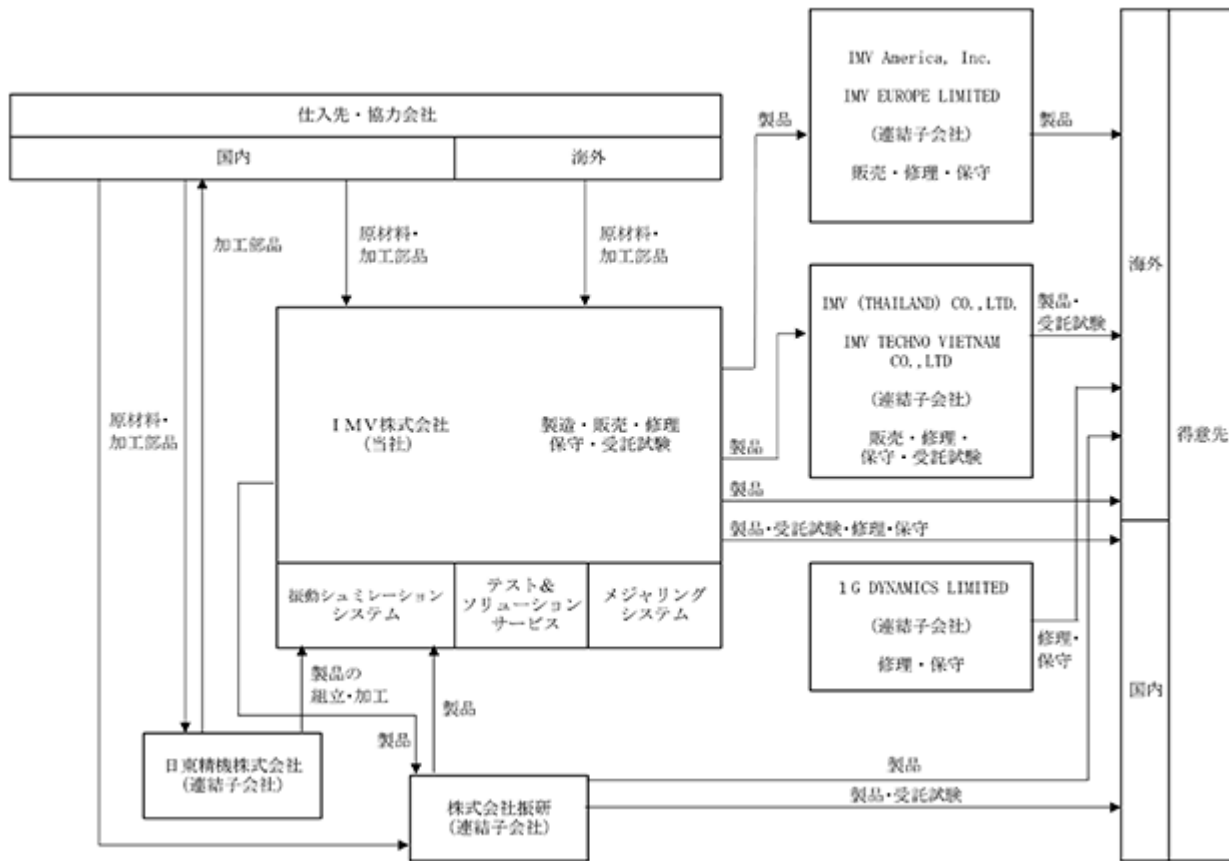 仕入先・協力会社
国内
海外
加工部品
原材料・
加工部品
原材料・
加工部品
原材料・
加工部品
IMV株式会社
(当社)
製造・販売・修理
保守・受託試験
振動シュミレーション
システム
テスト&
ソリューション
サービス
メジャリング
システム
製品の
組立・加工
製品
製品
日東精機株式会社
(連結子会社)
株式会社振研
(連結子会社)
製品
IMV America, Inc.
IMV EUROPE LIMITED
(連結子会社)
販売・修理・保守
製品
製品
IMV (THAILAND) CO.,LTD.
IMV TECHNO VIETNAM
CO.,LTD
(連結子会社)
販売・修理・
保守・受託試験
製品・
受託試験
製品
製品・受託試験・修理・保守
1G DYNAMICS LIMITED
(連結子会社)
修理・保守
修理・
保守
製品
製品・受託試験
海外
国内
得意先